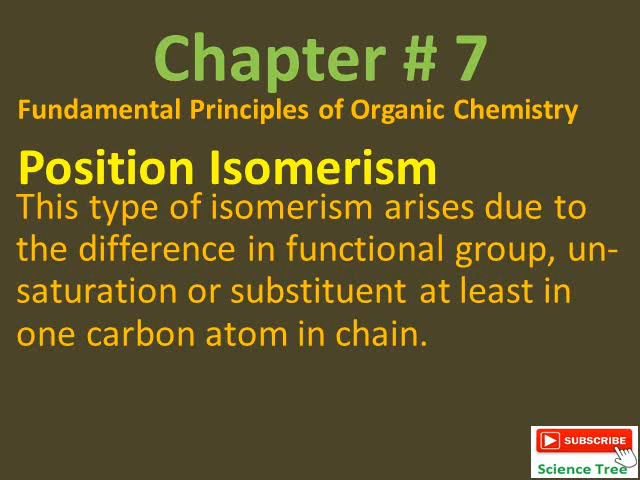 Chapter # 7
Fundamental Principles of Organic Chemistry
Position Isomerism
This type of isomerism arises due to
the difference in functional group, un-
saturation or substituent at least in
one carbon atom in chain.
SUBSCRIBE
Science Tree